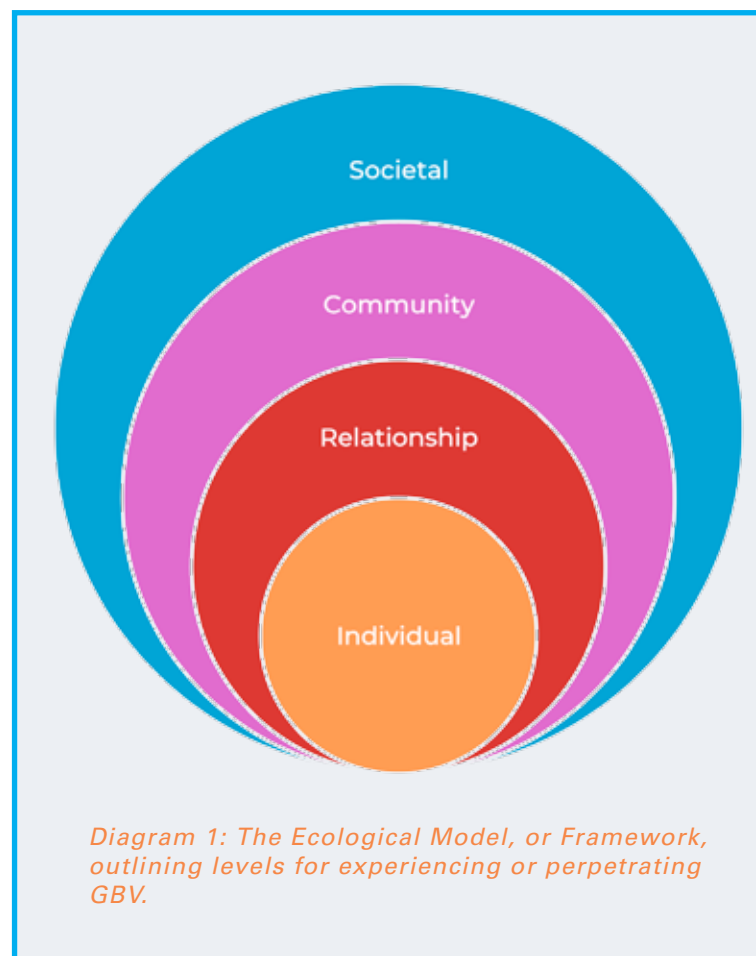 Societal
Community
Relationship
Individual
Diagram 1: The Ecological Model, or Framework,
outlining levels for experiencing or perpetrating
GBV.